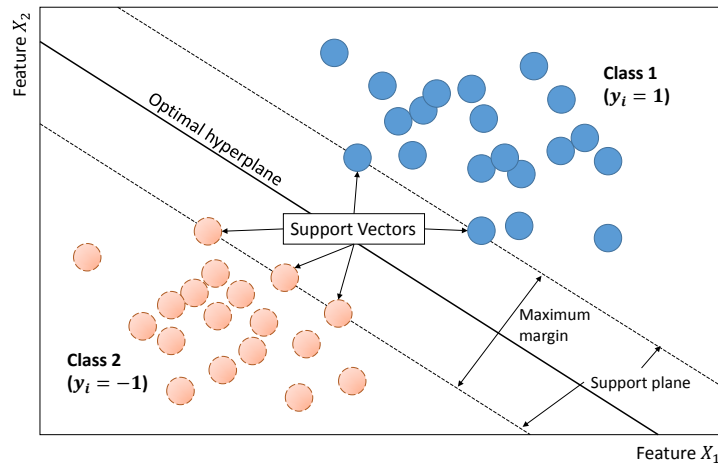 Feature X₂
Class 1
(yᵢ = 1)
Optimal hyperplane
Support Vectors
Maximum
margin
Class 2
(yᵢ = −1)
Support plane
Feature X₁